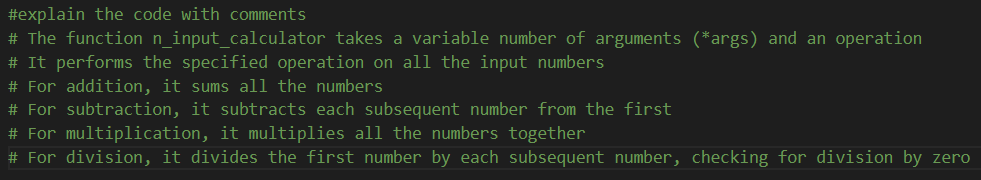 #explain the code with comments
# The function n_input_calculator takes a variable number of arguments (*args) and an operation
# It performs the specified operation on all the input numbers
# For addition, it sums all the numbers
# For subtraction, it subtracts each subsequent number from the first
# For multiplication, it multiplies all the numbers together
# For division, it divides the first number by each subsequent number, checking for division by zero